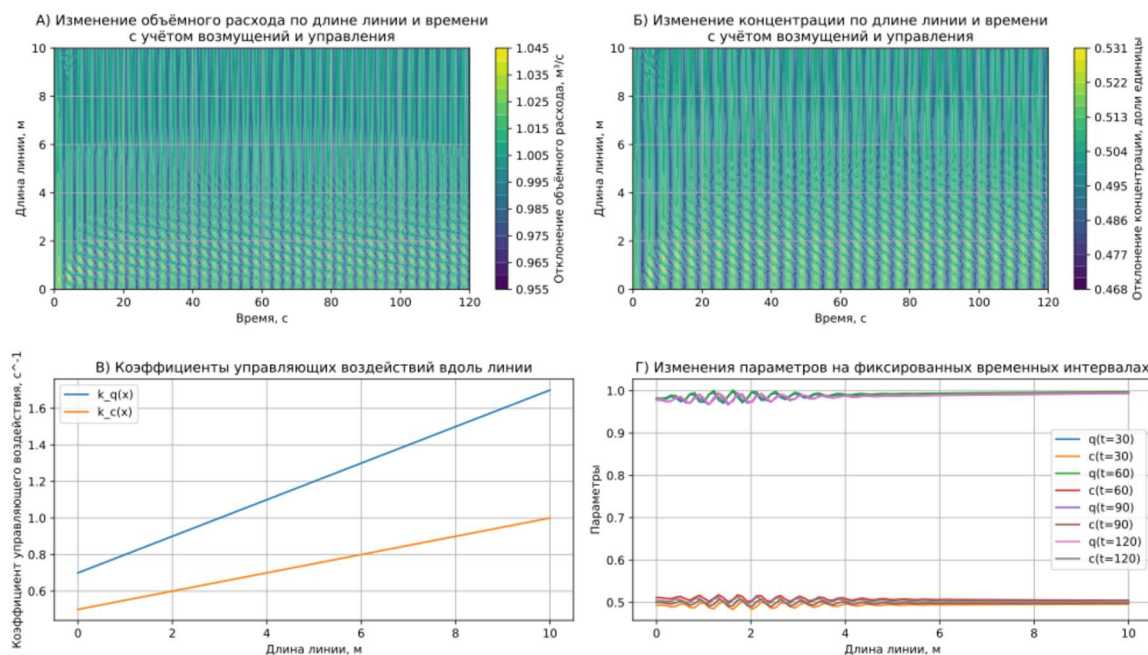 А) Изменение объёмного расхода по длине линии и времени
с учётом возмущений и управления
10
8
6
4
2
0
Длина линии, м
0 20 40 60 80 100 120
Время, с
1.045
1.035
1.025
1.015
1.005
0.995
0.985
0.975
0.965
0.955
Отклонение объёмного расхода, м³/с
Б) Изменение концентрации по длине линии и времени
с учётом возмущений и управления
10
8
6
4
2
0
Длина линии, м
0 20 40 60 80 100 120
Время, с
0.531
0.522
0.513
0.504
0.495
0.486
0.477
0.468
Отклонение концентрации, доли единицы
В) Коэффициенты управляющих воздействий вдоль линии
k_q(x)
k_c(x)
1.6
1.4
1.2
1.0
0.8
0.6
Коэффициент управляющего воздействия, с^-1
0 2 4 6 8 10
Длина линии, м
Г) Изменения параметров на фиксированных временных интервалах
1.0
0.9
0.8
0.7
0.6
0.5
Параметры
q(t=30)
c(t=30)
q(t=60)
c(t=60)
q(t=90)
c(t=90)
q(t=120)
c(t=120)
0 2 4 6 8 10
Длина линии, м